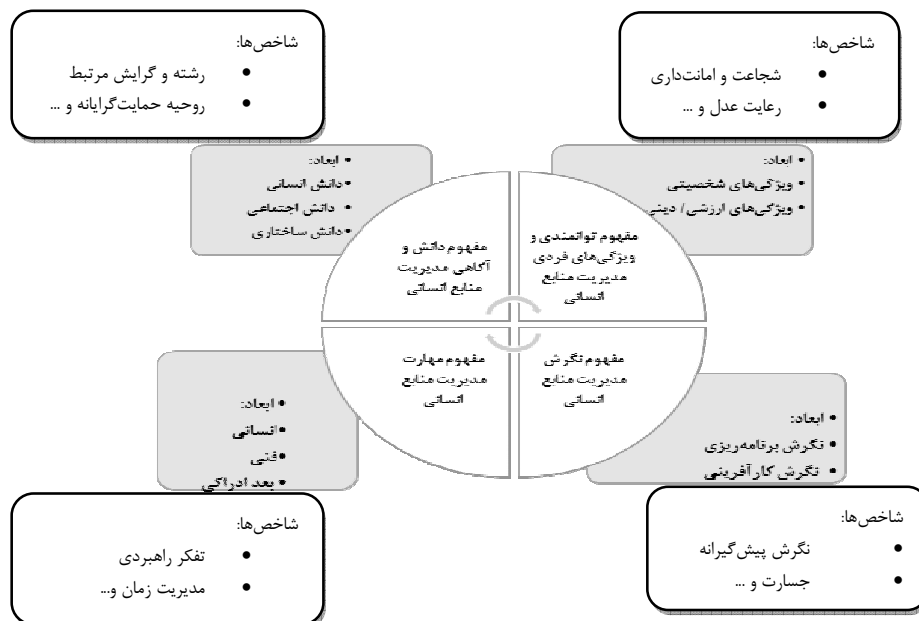 شاخص‌ها:
• شجاعت و امانت‌داری
• رعایت عدل و ...
شاخص‌ها:
• رشته و گرایش مرتبط
• روحیه حمایت‌گرایانه و ...
• ابعاد:
• ویژگی‌های شخصیتی
• ویژگی‌های ارزشی/ دینی
• ابعاد:
• دانش انسانی
• دانش اجتماعی
• دانش ساختاری
مفهوم توانمندی و
ویژگی‌های فردی
مدیریت منابع
انسانی
مفهوم دانش و
آگاهی مدیریت
منابع انسانی
مفهوم نگرش
مدیریت منابع
انسانی
مفهوم مهارت
مدیریت منابع
انسانی
• ابعاد:
• نگرش برنامه‌ریزی
• نگرش کارآفرینی
• ابعاد:
• انسانی
• فنی
• بعد ادراکی
شاخص‌ها:
• نگرش پیش‌گیرانه
• جسارت و ...
شاخص‌ها:
• تفکر راهبردی
• مدیریت زمان و...